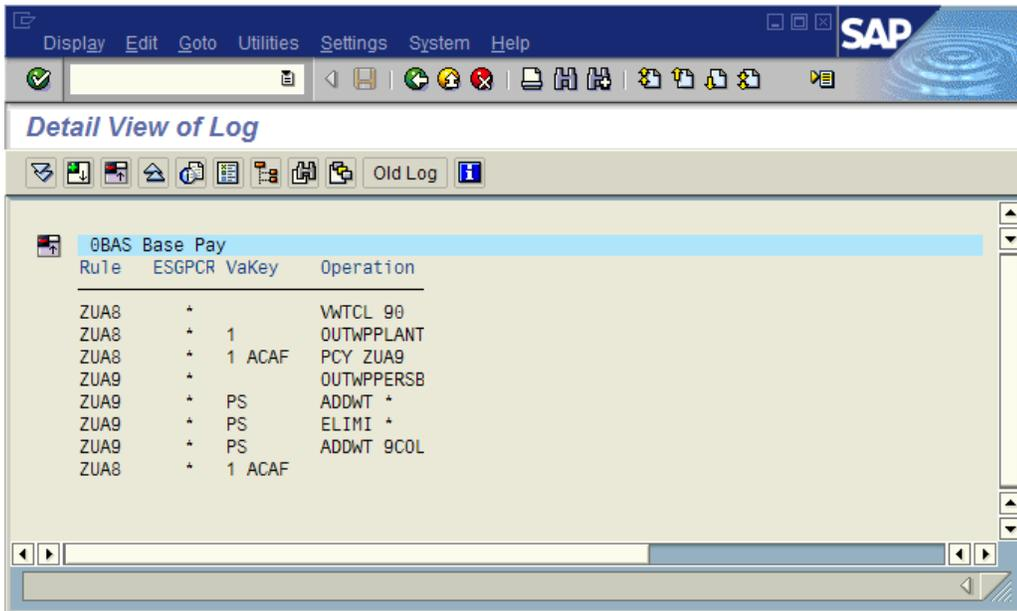 SAP
Display Edit Goto Utilities Settings System Help
Detail View of Log
Old Log
0BAS Base Pay
Rule ESGPCR VaKey Operation
ZUA8 * VWTCL 90
ZUA8 * 1 OUTWPPLANT
ZUA8 * 1 ACAF PCY ZUA9
ZUA9 * OUTWPPERSB
ZUA9 * PS ADDWT *
ZUA9 * PS ELIMI *
ZUA9 * PS ADDWT 9COL
ZUA8 * 1 ACAF